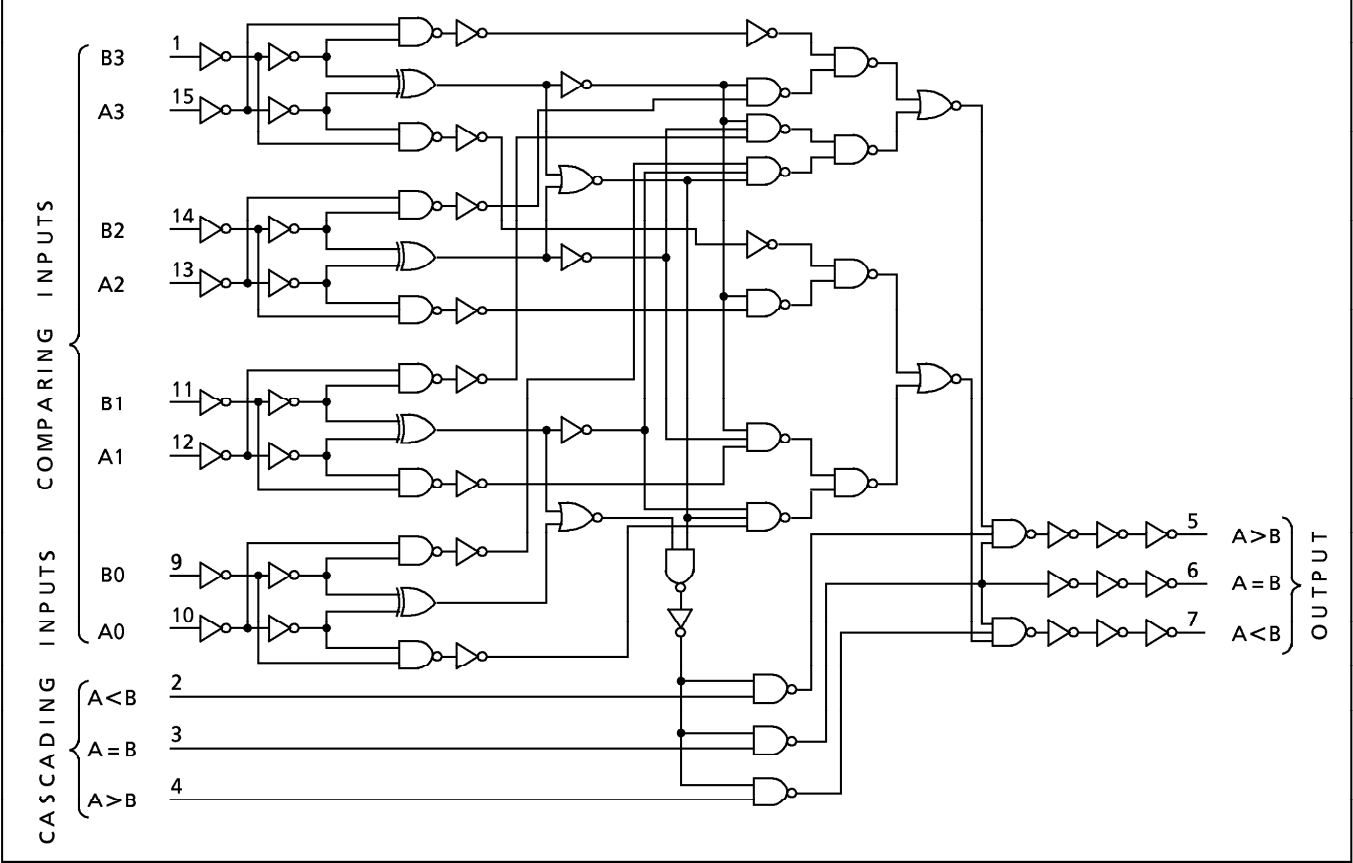 COMPARING INPUTS
B3
1
A3
15
B2
14
A2
13
B1
11
A1
12
INPUTS
B0
9
A0
10
CASCADING
A<B
2
A=B
3
A>B
4
5
A>B
6
A=B
7
A<B
OUTPUT